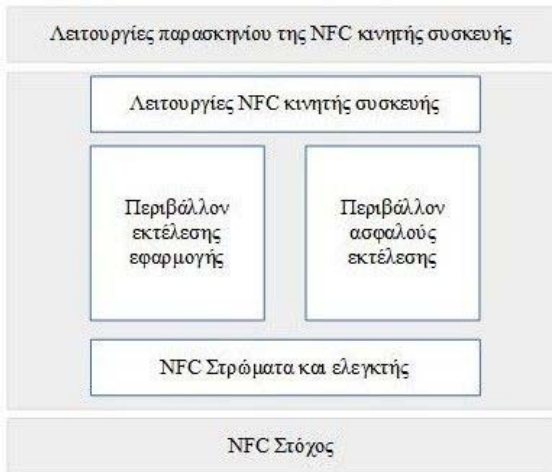 Λειτουργίες παρασκηνίου της NFC κινητής συσκευής
Λειτουργίες NFC κινητής συσκευής
Περιβάλλον
εκτέλεσης
εφαρμογής
Περιβάλλον
ασφαλούς
εκτέλεσης
NFC Στρώματα και ελεγκτής
NFC Στόχος